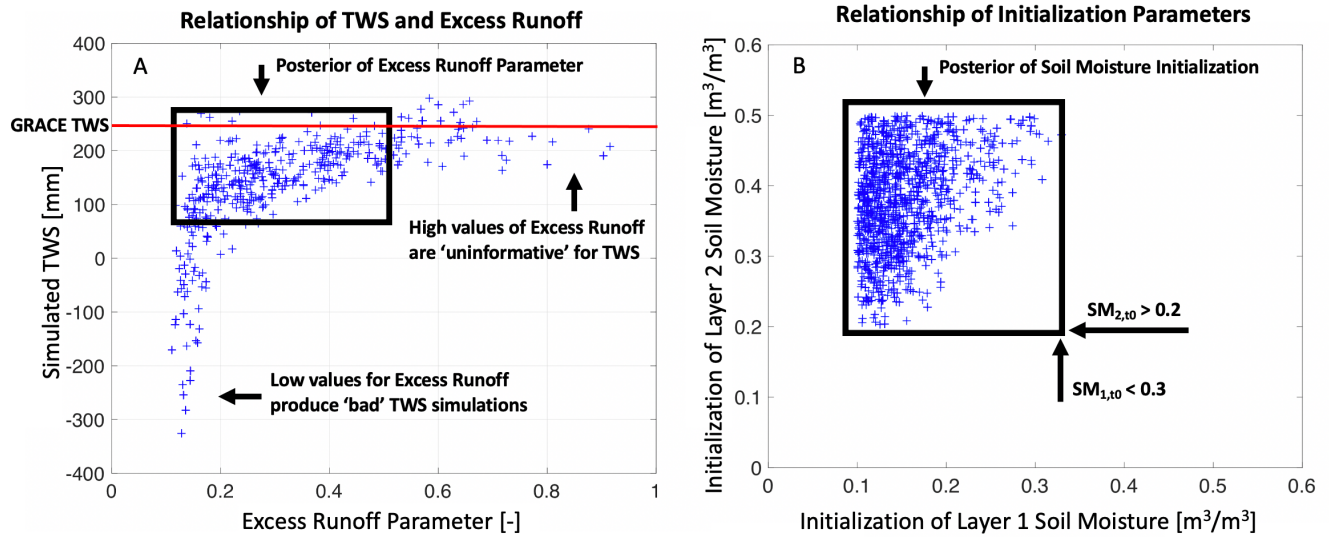 Relationship of TWS and Excess Runoff
A
Posterior of Excess Runoff Parameter
GRACE TWS
High values of Excess Runoff
are ‘uninformative’ for TWS
Low values for Excess Runoff
produce ‘bad’ TWS simulations
Simulated TWS [mm]
400
300
200
100
0
-100
-200
-300
-400
0
0.2
0.4
0.6
0.8
1
Excess Runoff Parameter [-]
Relationship of Initialization Parameters
B
Posterior of Soil Moisture Initialization
SM2,t0 > 0.2
SM1,t0 < 0.3
Initialization of Layer 2 Soil Moisture [m³/m³]
0.6
0.5
0.4
0.3
0.2
0.1
0
0
0.1
0.2
0.3
0.4
0.5
0.6
Initialization of Layer 1 Soil Moisture [m³/m³]